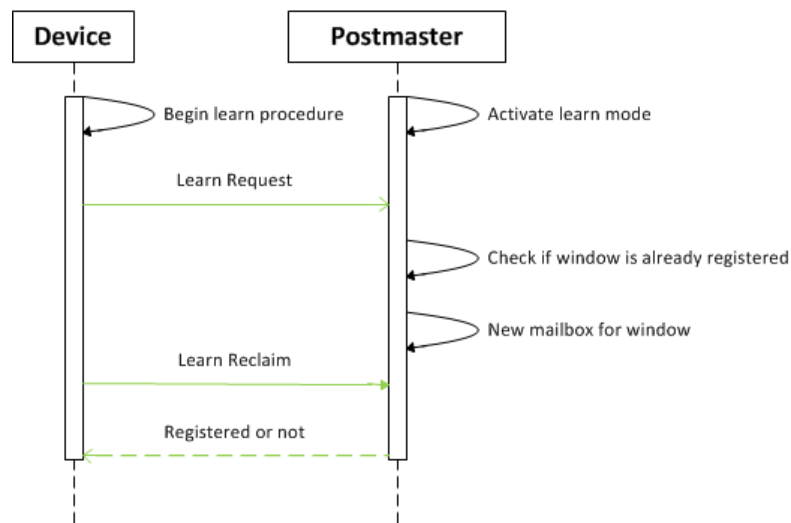 Device
Postmaster
Begin learn procedure
Activate learn mode
Learn Request
Check if window is already registered
New mailbox for window
Learn Reclaim
Registered or not